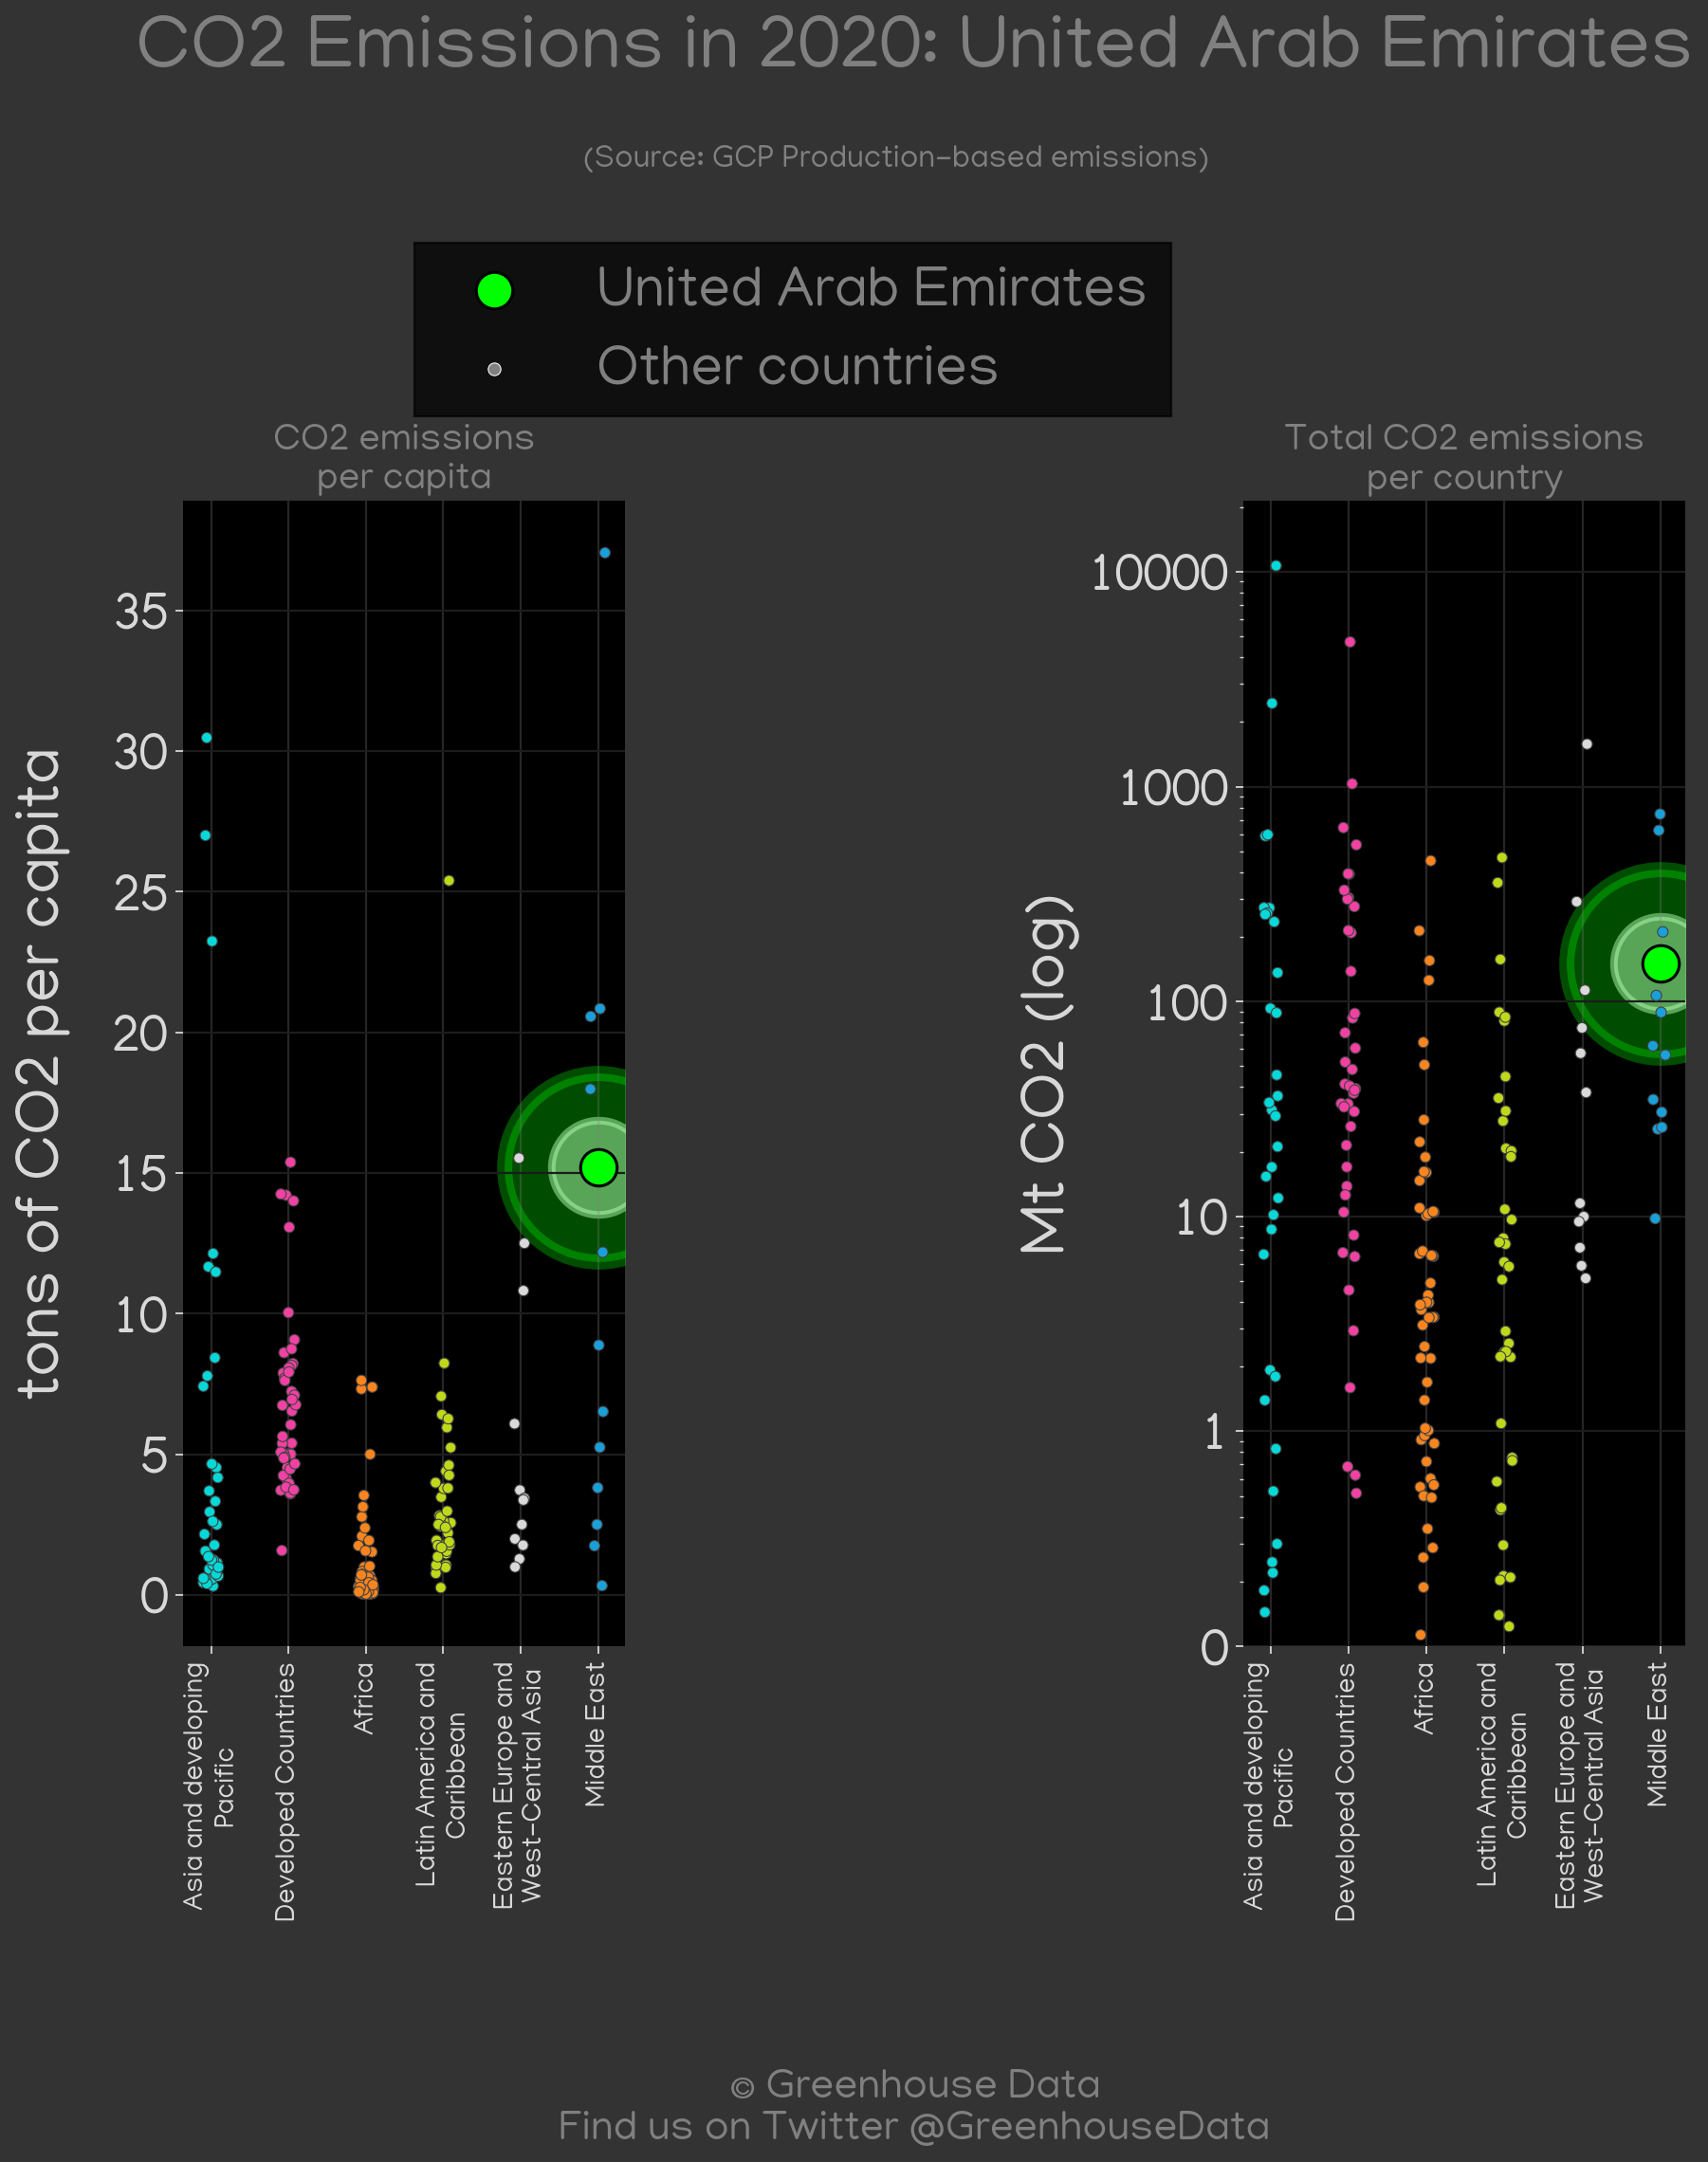 CO2 Emissions in 2020: United Arab Emirates
(Source: GCP Production-based emissions)
United Arab Emirates
Other countries
CO2 emissions
per capita
tons of CO2 per capita
35
30
25
20
15
10
5
0
Asia and developing
Pacific
Developed Countries
Africa
Latin America and
Caribbean
Eastern Europe and
West-Central Asia
Middle East
Total CO2 emissions
per country
Mt CO2 (log)
10000
1000
100
10
1
0
Asia and developing
Pacific
Developed Countries
Africa
Latin America and
Caribbean
Eastern Europe and
West-Central Asia
Middle East
© Greenhouse Data
Find us on Twitter @GreenhouseData